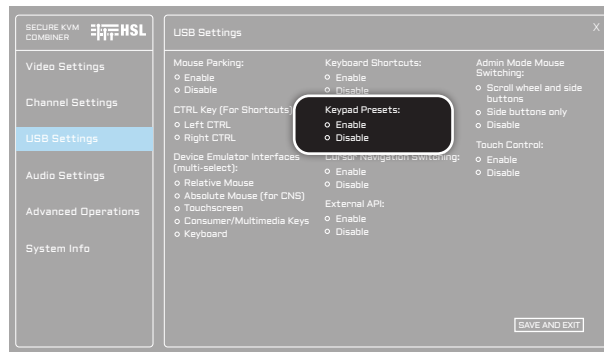 SECURE KVM
COMBINER
HSL
Video Settings
Channel Settings
USB Settings
Audio Settings
Advanced Operations
System Info
USB Settings
X
Mouse Parking:
Enable
Disable
CTRL Key (For Shortcuts)
Left CTRL
Right CTRL
Device Emulator Interfaces
(multi-select):
Relative Mouse
Absolute Mouse (for CNS)
Touchscreen
Consumer/Multimedia Keys
Keyboard
Keyboard Shortcuts:
Enable
Disable
Keypad Presets:
Enable
Disable
Cursor Navigation Switching:
Enable
Disable
External API:
Enable
Disable
Admin Mode Mouse
Switching:
Scroll wheel and side
buttons
Side buttons only
Disable
Touch Control:
Enable
Disable
SAVE AND EXIT